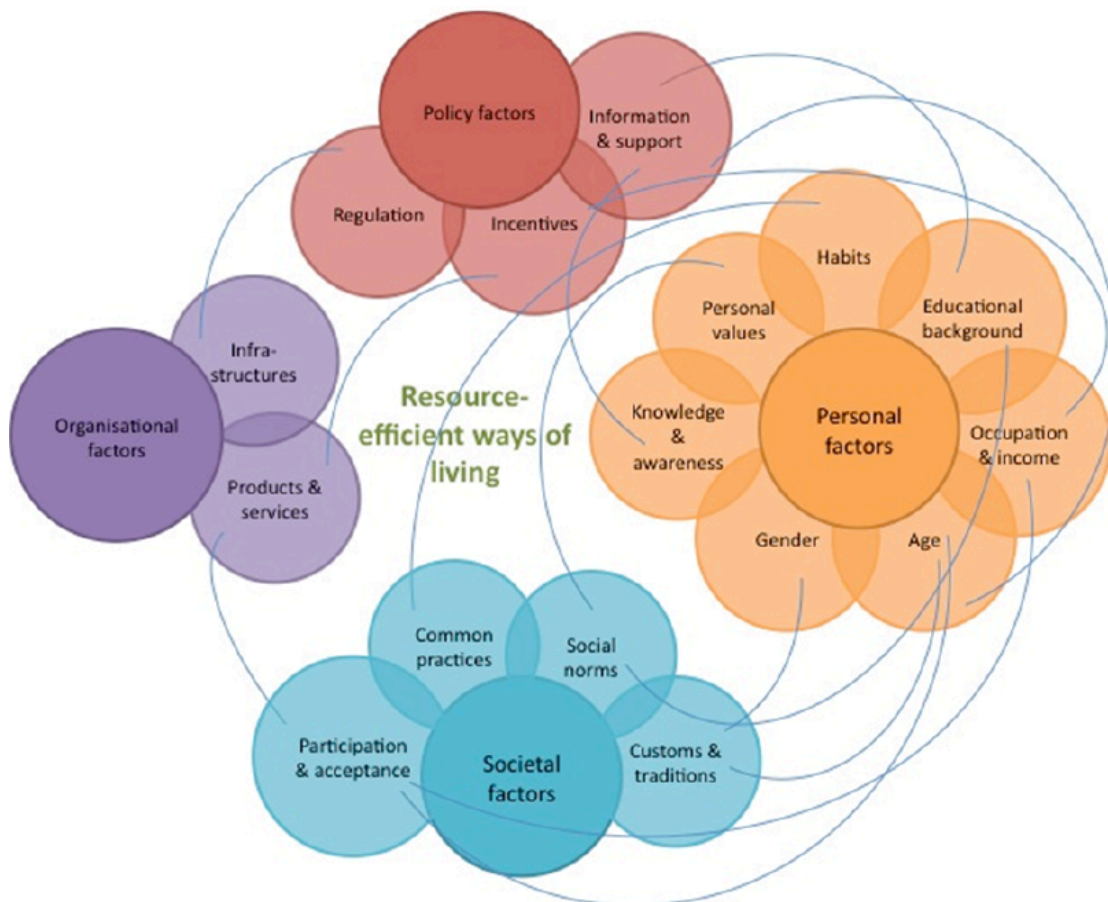 Policy factors
Information
& support
Regulation
Incentives
Habits
Personal
values
Educational
background
Infra-
structures
Organisational
factors
Products &
services
Resource-
efficient ways of
living
Knowledge
&
awareness
Personal
factors
Occupation
& income
Gender
Age
Common
practices
Social
norms
Participation
& acceptance
Societal
factors
Customs &
traditions